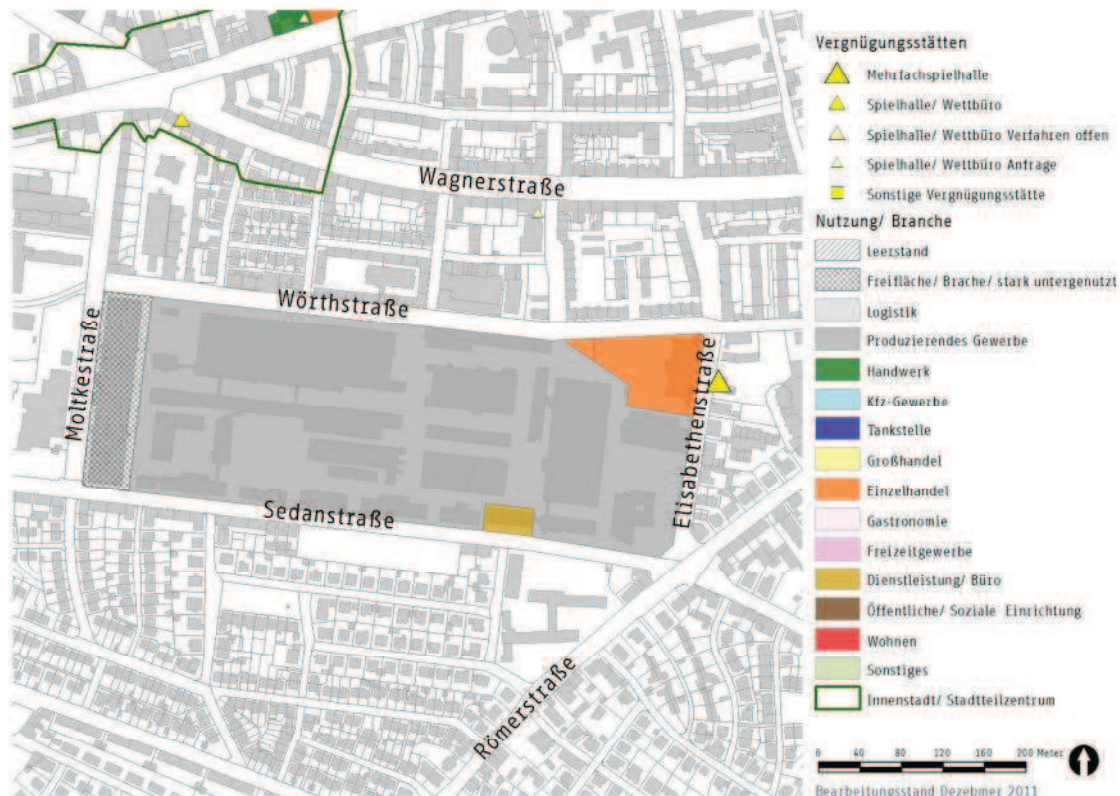 Wagnerstraße
Wörthstraße
Moltkestraße
Elisabethenstraße
Sedanstraße
Römerstraße
Vergnügungsstätten
Mehrfachspielhalle
Spielhalle/ Wettbüro
Spielhalle/ Wettbüro Verfahren offen
Spielhalle/ Wettbüro Anfrage
Sonstige Vergnügungsstätte
Nutzung/ Branche
Leerstand
Freifläche/ Brache/ stark untergenutzt
Logistik
Produzierendes Gewerbe
Handwerk
Kfz-Gewerbe
Tankstelle
Großhandel
Einzelhandel
Gastronomie
Freizeitgewerbe
Dienstleistung/ Büro
Öffentliche/ Soziale Einrichtung
Wohnen
Sonstiges
Innenstadt/ Stadtteilzentrum
0 40 80 120 160 200 Meter
Bearbeitungsstand Dezebmer 2011